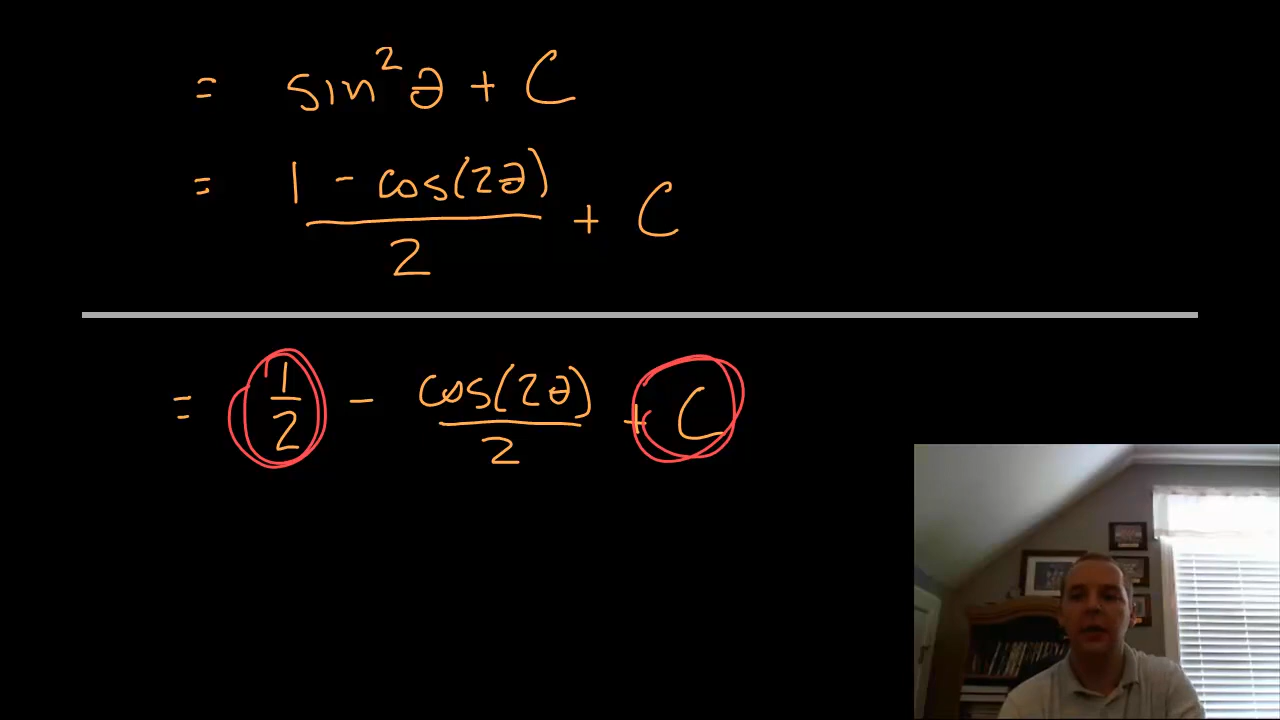 = sin²θ + C
= (1 - cos(2θ))/2 + C
= 1/2 - cos(2θ)/2 + C